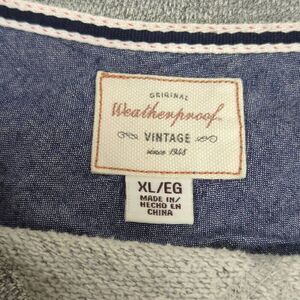 ORIGINAL
Weatherproof
VINTAGE
since 1948
XL/EG
MADE IN/
HECHO EN
CHINA